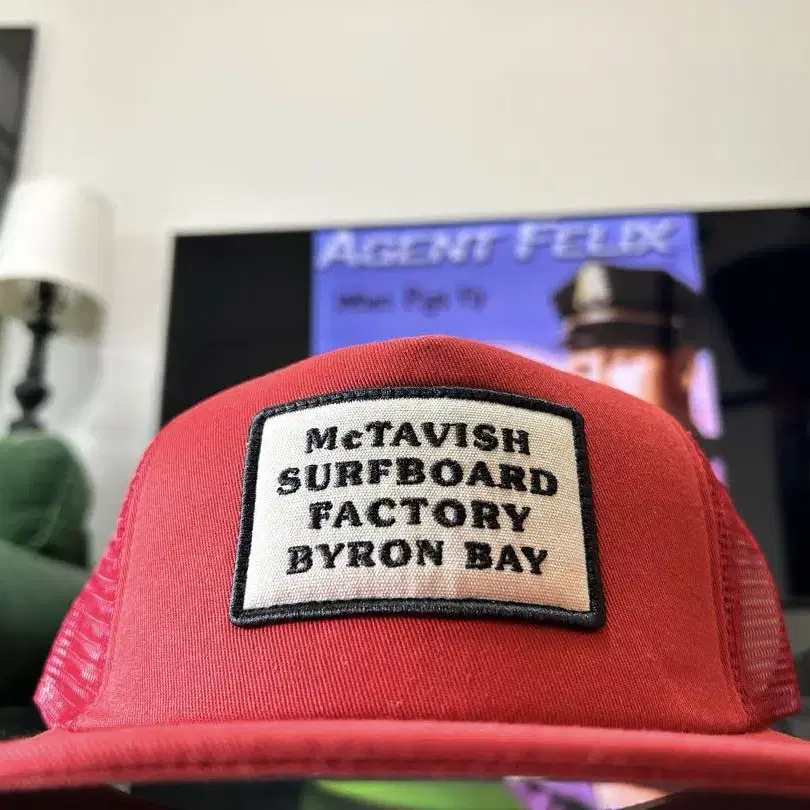 AGENT FELIX
McTAVISH
SURFBOARD
FACTORY
BYRON BAY